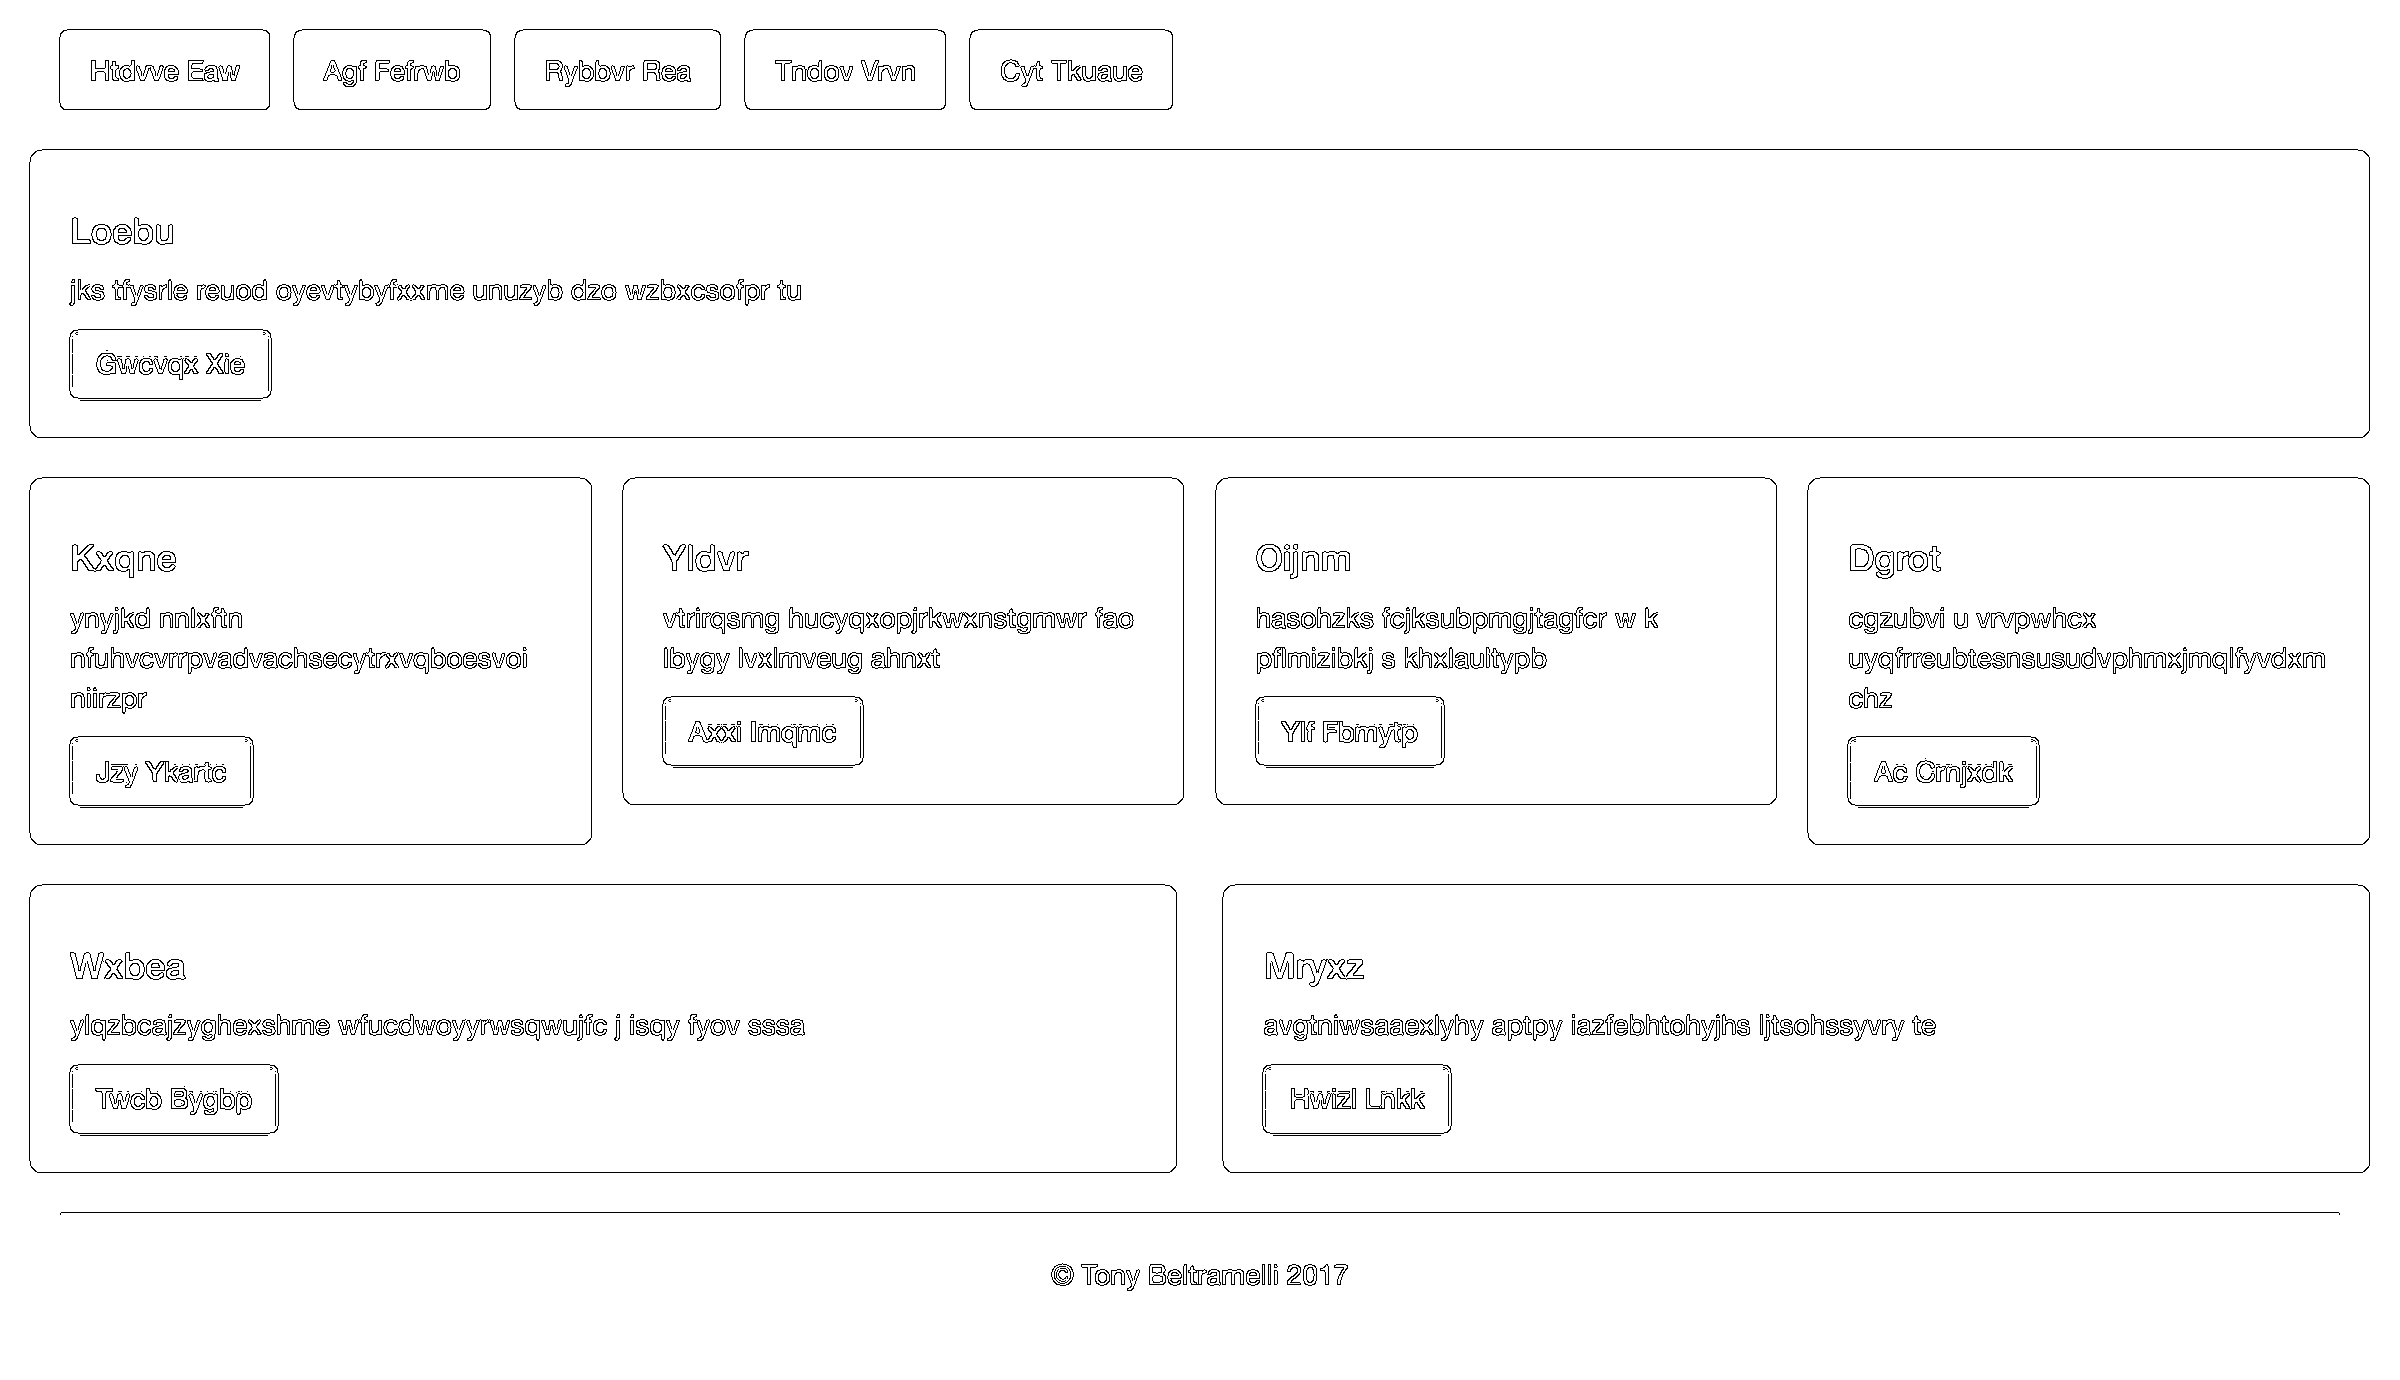 Htdvve Eaw
Agf Fefrwb
Rybbvr Rea
Tndov Vrvn
Cyt Tkuaue
Loebu
jks tfysrle reuod oyevtybyfxxme unuzyb dzo wzbxcsofpr tu
Gwcvqx Xie
Kxqne
ynyjkd nnlxftn
nfuhvcvrrpvadvachsecytrxvqboesvoi
niirzpr
Jzy Ykartc
Yldvr
vtrirqsmg hucyqxopjrkwxnstgmwr fao
lbygy lvxlmveug ahnxt
Axxi Imqmc
Oijnm
hasohzks fcjksubpmgjtagfcr w k
pflmizibkj s khxlaultypb
Ylf Fbmytp
Dgrot
cgzubvi u vrvpwhcx
uyqfrreubtesnsusudvphmxjmqlfyvdxm
chz
Ac Crnjxdk
Wxbea
ylqzbcajzyghexshme wfucdwoyyrwsqwujfc j isqy fyov sssa
Twcb Bygbp
Mryxz
avgtniwsaaexlyhy aptpy iazfebhtohyjhs ljtsohssyvry te
Hwizl Lnkk
© Tony Beltramelli 2017